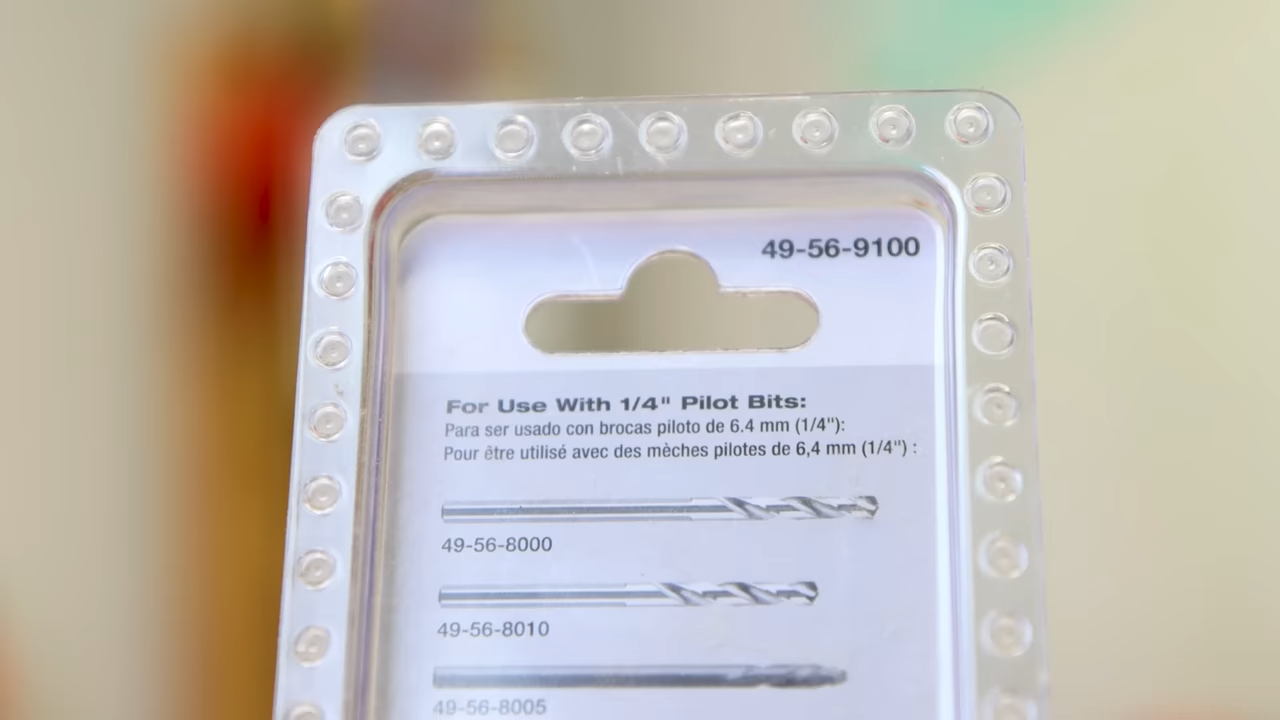 49-56-9100
For Use With 1/4" Pilot Bits:
Para ser usado con brocas piloto de 6.4 mm (1/4"):
Pour être utilisé avec des mèches pilotes de 6,4 mm (1/4") :
49-56-8000
49-56-8010
49-56-8005